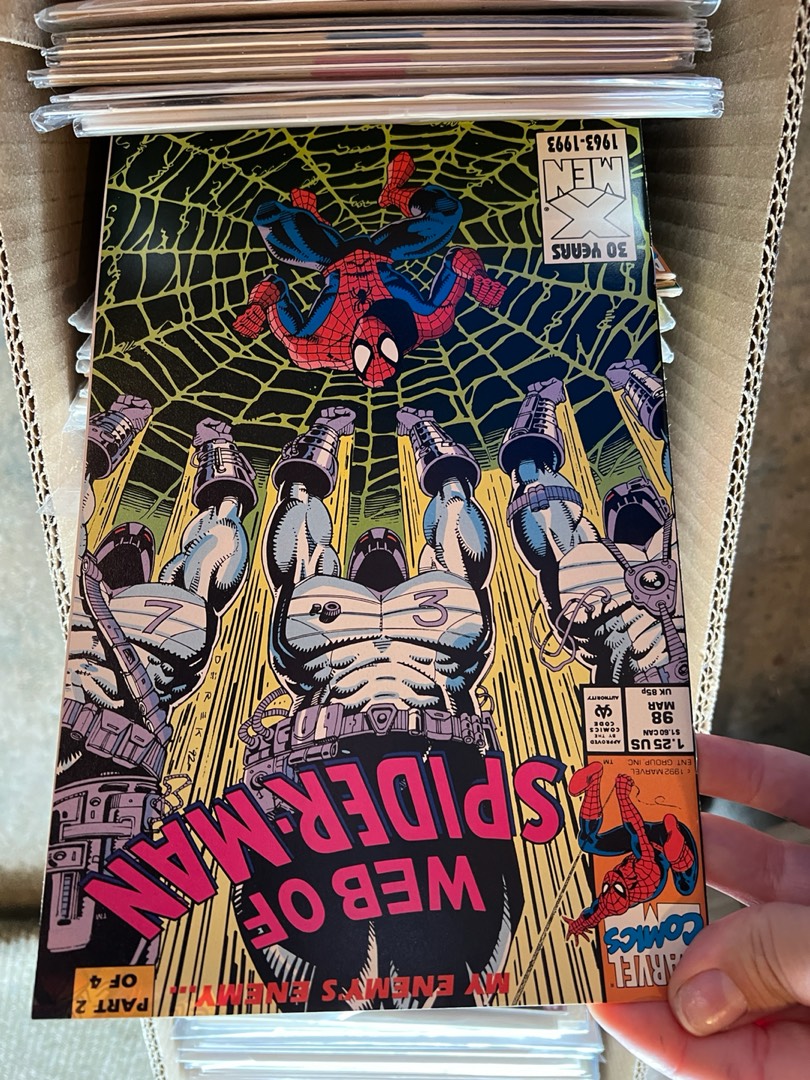 MY ENEMY'S ENEMY...
PART 2
OF 4
MARVEL
COMICS
®
WEB OF
SPIDER-MAN
TM
© 1992 MARVEL
ENT. GROUP, INC.
TM
1.25 US
$1.60 CAN
98
MAR
UK 85p
APPROVED
BY THE
COMICS
CODE
AUTHORITY
7
3
30 YEARS
X
MEN
®
1963-1993